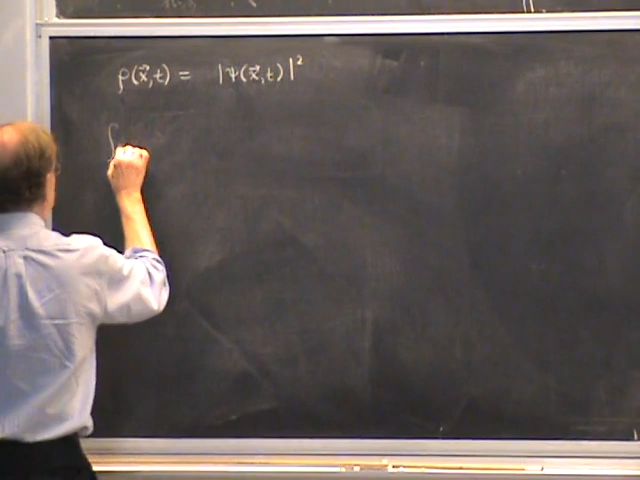 ρ(x⃗,t) = |ψ(x⃗,t)|²
∫